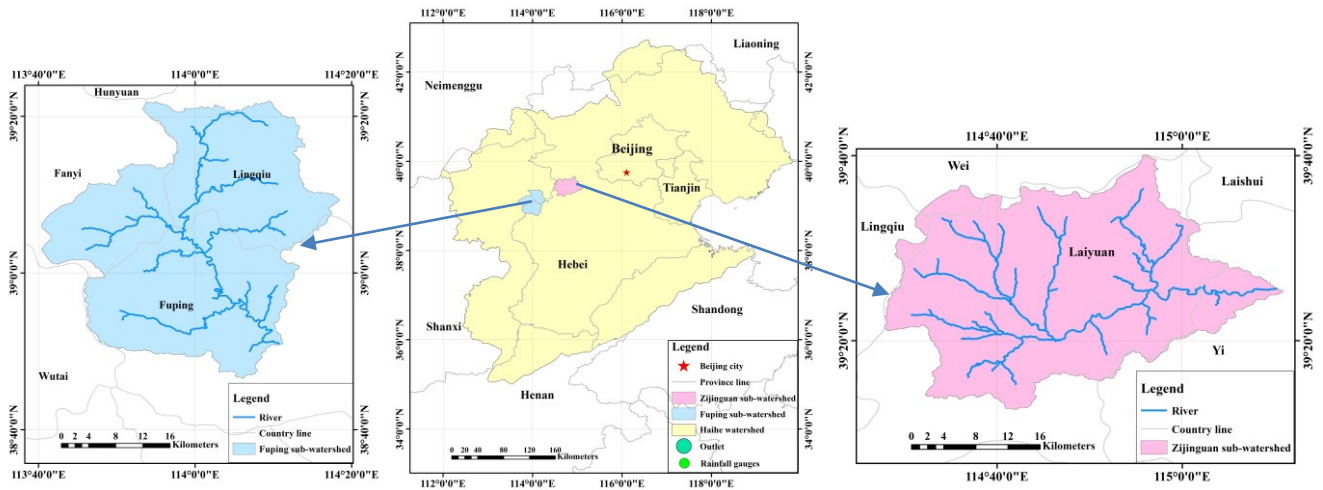 113°40'0"E
114°0'0"E
114°20'0"E
39°20'0"N
39°0'0"N
38°40'0"N
Hunyuan
Fanyi
Lingqiu
Fuping
Wutai
Legend
River
Country line
Fuping sub-watershed
0 2 4 8 12 16
Kilometers
38°40'0"N
113°40'0"E
114°0'0"E
114°20'0"E
39°20'0"N
39°0'0"N
112°0'0"E
114°0'0"E
116°0'0"E
118°0'0"E
42°0'0"N
40°0'0"N
38°0'0"N
36°0'0"N
34°0'0"N
Liaoning
Neimenggu
Beijing
Tianjin
Hebei
Shandong
Shanxi
Henan
Legend
Beijing city
Province line
Zijinguan sub-watershed
Fuping sub-watershed
Haihe watershed
Outlet
Rainfall gauges
0 20 40 80 120 160
Kilometers
42°0'0"N
40°0'0"N
38°0'0"N
36°0'0"N
34°0'0"N
112°0'0"E
114°0'0"E
116°0'0"E
118°0'0"E
114°40'0"E
115°0'0"E
39°40'0"N
39°20'0"N
Wei
Laishui
Lingqiu
Laiyuan
Yi
Legend
River
Country line
Zijinguan sub-watershed
0 2 4 8 12 16
Kilometers
39°40'0"N
39°20'0"N
114°40'0"E
115°0'0"E